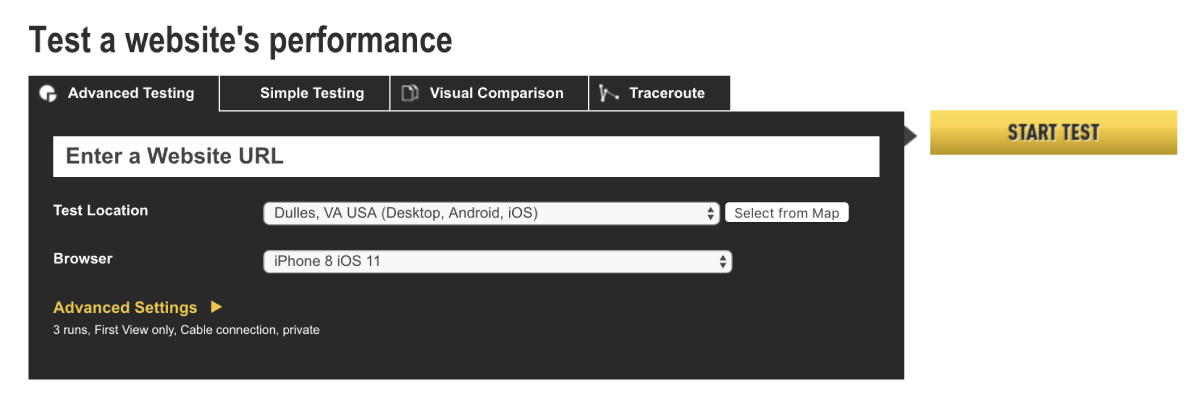 Test a website's performance
Advanced Testing
Simple Testing
Visual Comparison
Traceroute
START TEST
Enter a Website URL
Test Location
Dulles, VA USA (Desktop, Android, iOS)
Select from Map
Browser
iPhone 8 iOS 11
Advanced Settings
3 runs, First View only, Cable connection, private